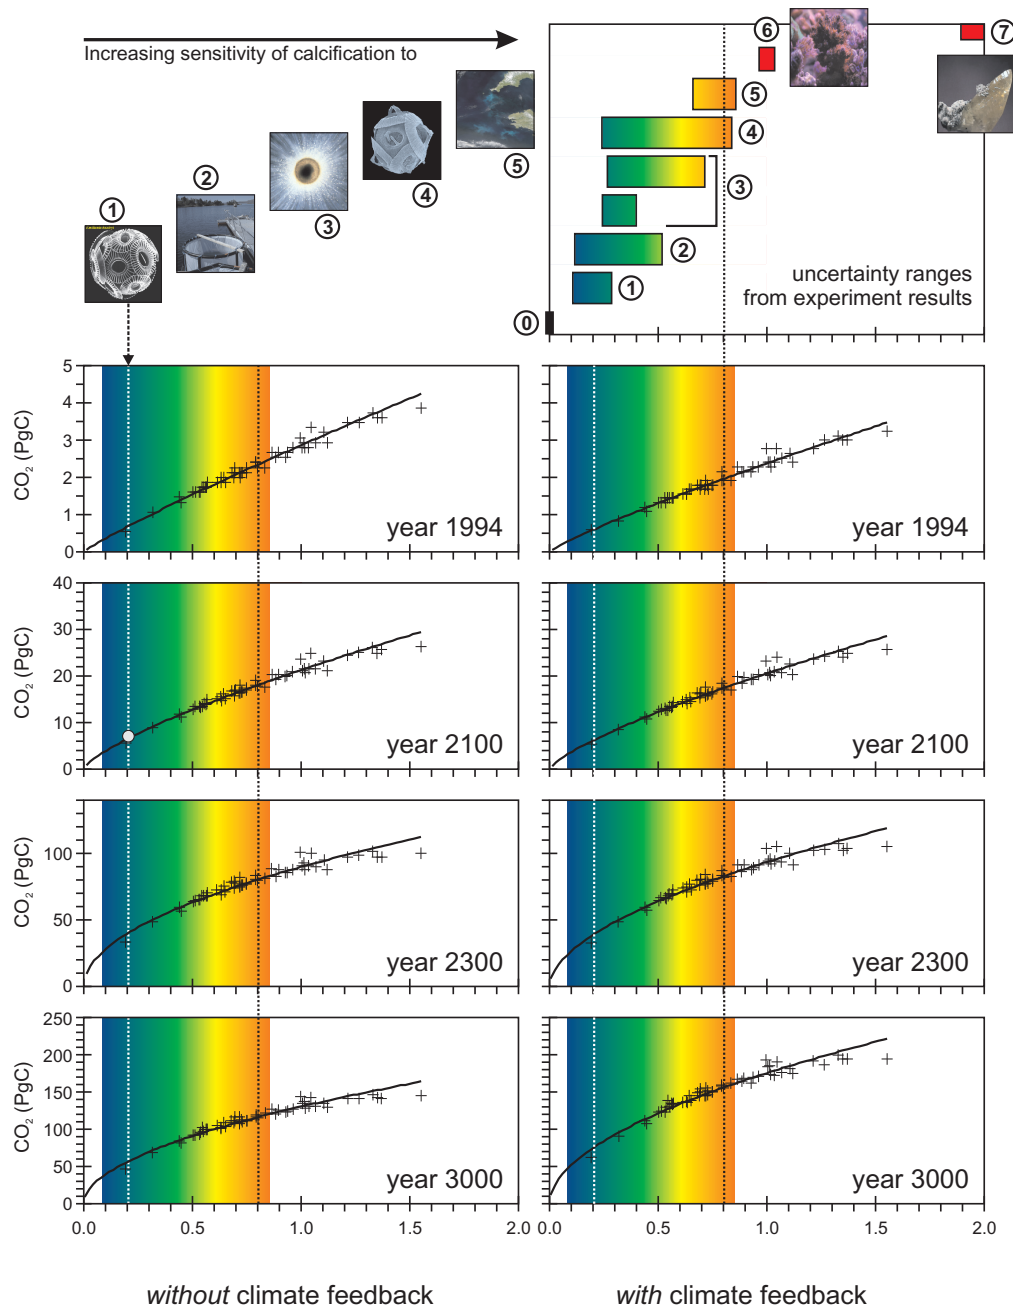 Increasing sensitivity of calcification to
1
2
3
4
5
6
7
5
4
3
2
1
0
uncertainty ranges
from experiment results
CO₂ (PgC)
5
4
3
2
1
0
year 1994
year 1994
CO₂ (PgC)
40
30
20
10
0
year 2100
year 2100
CO₂ (PgC)
100
50
0
year 2300
year 2300
CO₂ (PgC)
250
200
150
100
50
0
year 3000
year 3000
0.0 0.5 1.0 1.5 2.0
0.5 1.0 1.5 2.0
without climate feedback
with climate feedback